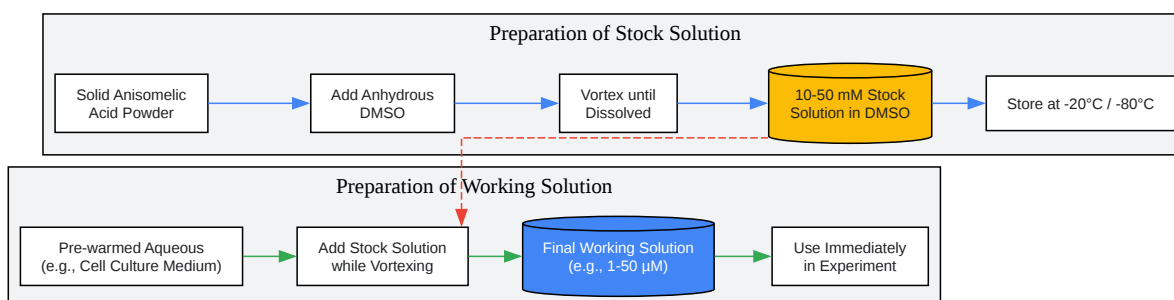 Preparation of Stock Solution
Solid Anisomelic
Acid Powder
Add Anhydrous
DMSO
Vortex until
Dissolved
10-50 mM Stock
Solution in DMSO
Store at -20°C / -80°C
Preparation of Working Solution
Pre-warmed Aqueous
(e.g., Cell Culture Medium)
Add Stock Solution
while Vortexing
Final Working Solution
(e.g., 1-50 µM)
Use Immediately
in Experiment